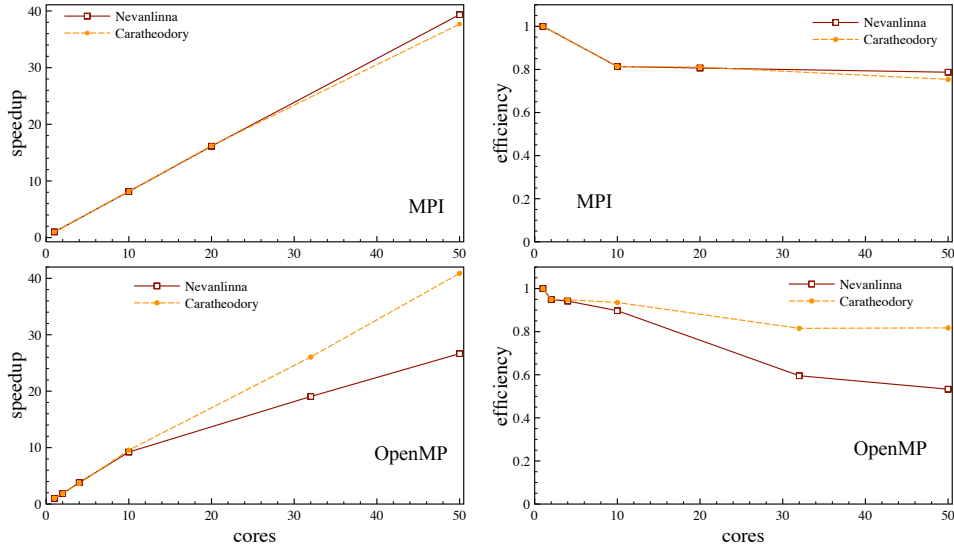 Nevanlinna
Caratheodory
40
30
20
10
0
speedup
MPI
0
10
20
30
40
50
Nevanlinna
Caratheodory
1
0.8
0.6
0.4
0.2
0
efficiency
MPI
0
10
20
30
40
50
Nevanlinna
Caratheodory
40
30
20
10
0
speedup
OpenMP
0
10
20
30
40
50
cores
Nevanlinna
Caratheodory
1
0.8
0.6
0.4
0.2
0
efficiency
OpenMP
0
10
20
30
40
50
cores